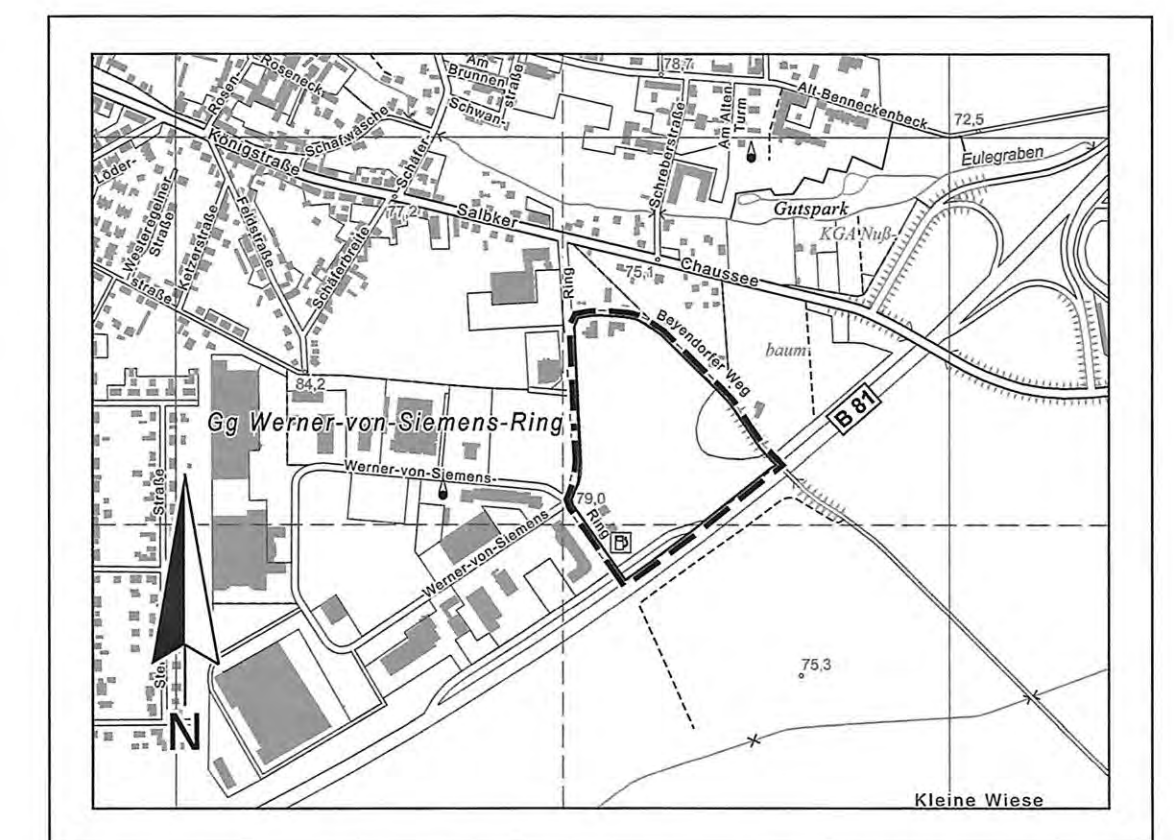 Roseneck
Am
Brunnen
Schwan-
straße
78,7
Alt-Benneckenbeck
72,5
Rosen-
Schafwäsche
Schreberstraße
Am Alten
Turm
Eulegraben
Königstraße
Schäfer-
Löder-
77,2
Salbker
Gutspark
KGA Nuß-
Westeregelner
Straße
Ketzerstraße
Feldstraße
Schäferbreite
Chaussee
75,1
Ring
straße
Beyendorfer Weg
baum
84,2
B 81
Gg Werner-von-Siemens-Ring
Werner-von-Siemens-
79,0
Ring
Straße
Werner-von-Siemens
75,3
N
Kleine Wiese